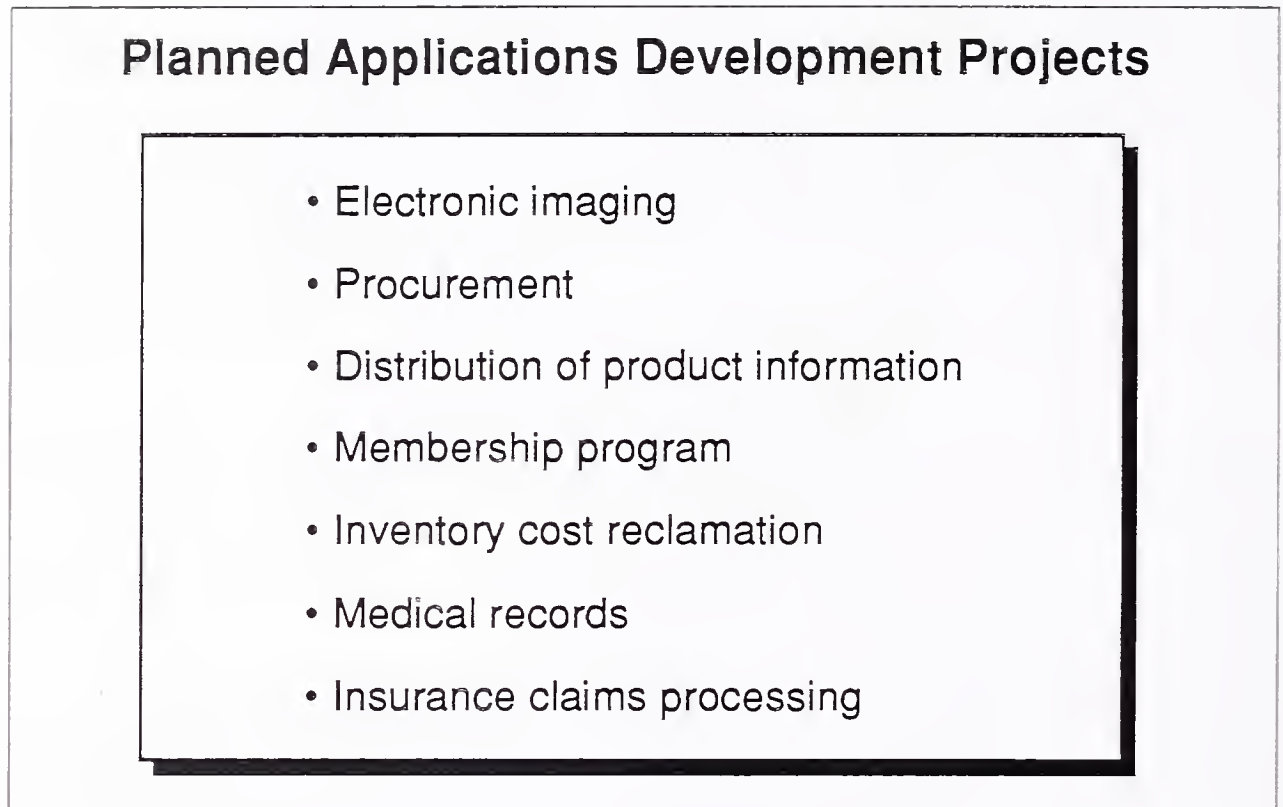 Planned Applications Development Projects
• Electronic imaging
• Procurement
• Distribution of product information
• Membership program
• Inventory cost reclamation
• Medical records
• Insurance claims processing